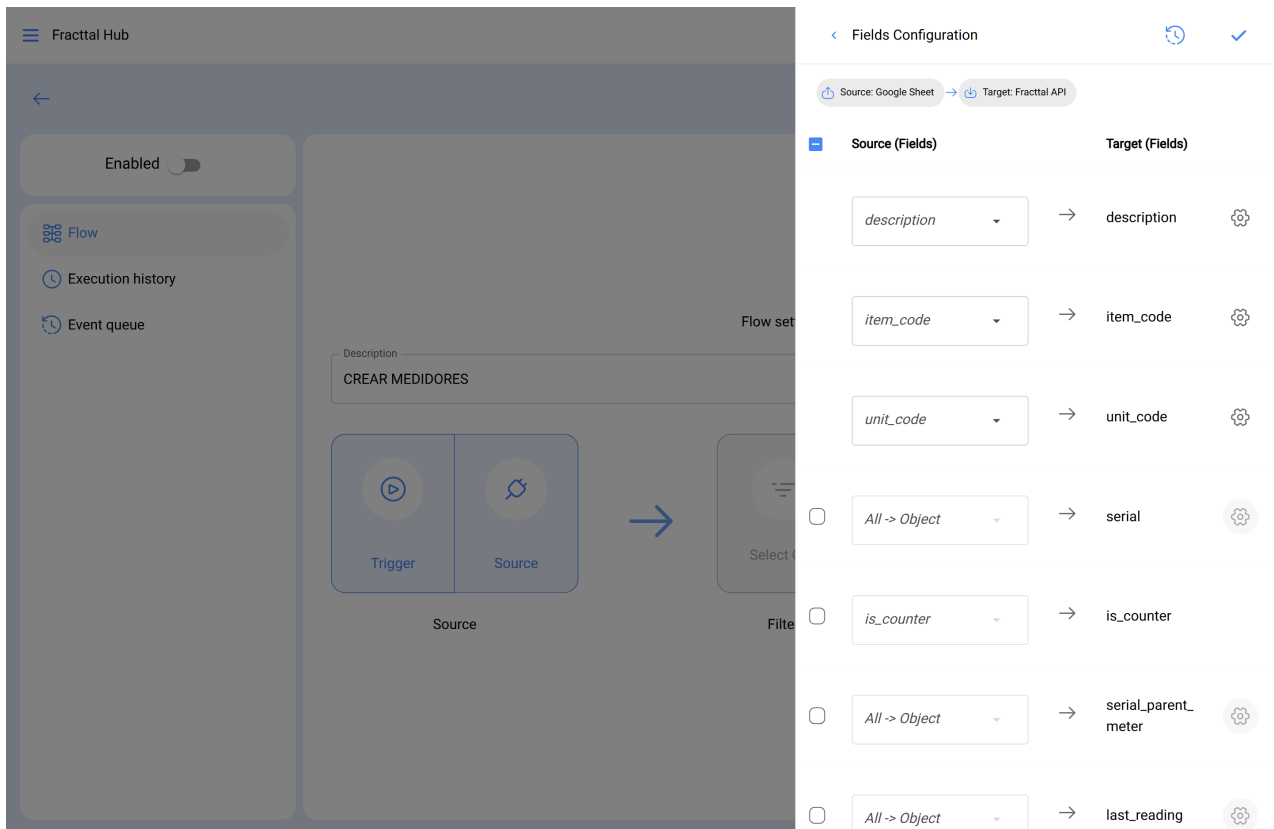 Fracttal Hub
Enabled
Flow
Execution history
Event queue
Flow set
Description
CREAR MEDIDORES
Trigger
Source
Select
Source
Filte
Fields Configuration
Source: Google Sheet
Target: Fracttal API
Source (Fields) Target (Fields)
description description
item_code item_code
unit_code unit_code
All -> Object serial
is_counter is_counter
All -> Object serial_parent_
meter
All -> Object last_reading